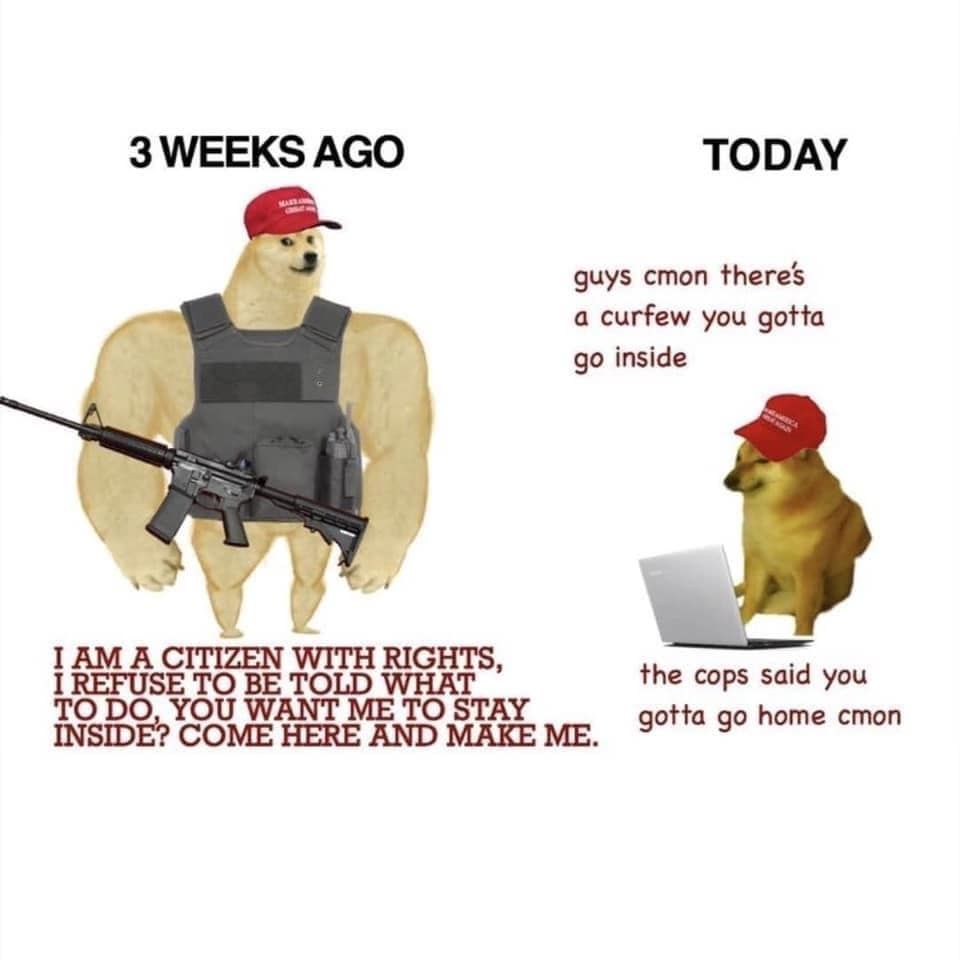 3 WEEKS AGO
TODAY
guys cmon there's
a curfew you gotta
go inside
I AM A CITIZEN WITH RIGHTS,
I REFUSE TO BE TOLD WHAT
TO DO, YOU WANT ME TO STAY
INSIDE? COME HERE AND MAKE ME.
the cops said you
gotta go home cmon